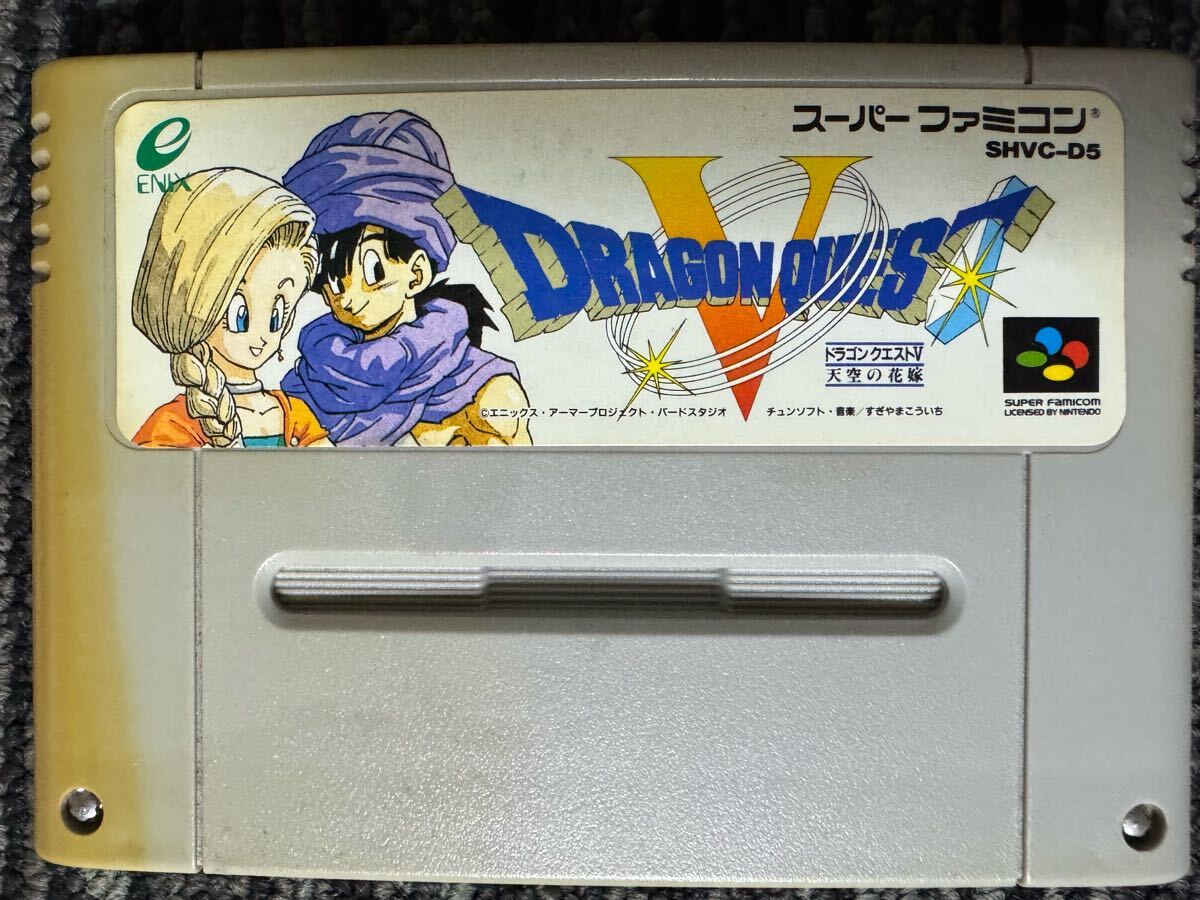 ENIX
スーパーファミコン®
SHVC-D5
V
DRAGON QUEST
ドラゴンクエストV
天空の花嫁
©エニックス・アーマープロジェクト・バードスタジオ チュンソフト・音楽/すぎやまこういち
SUPER FAMICOM
LICENSED BY NINTENDO